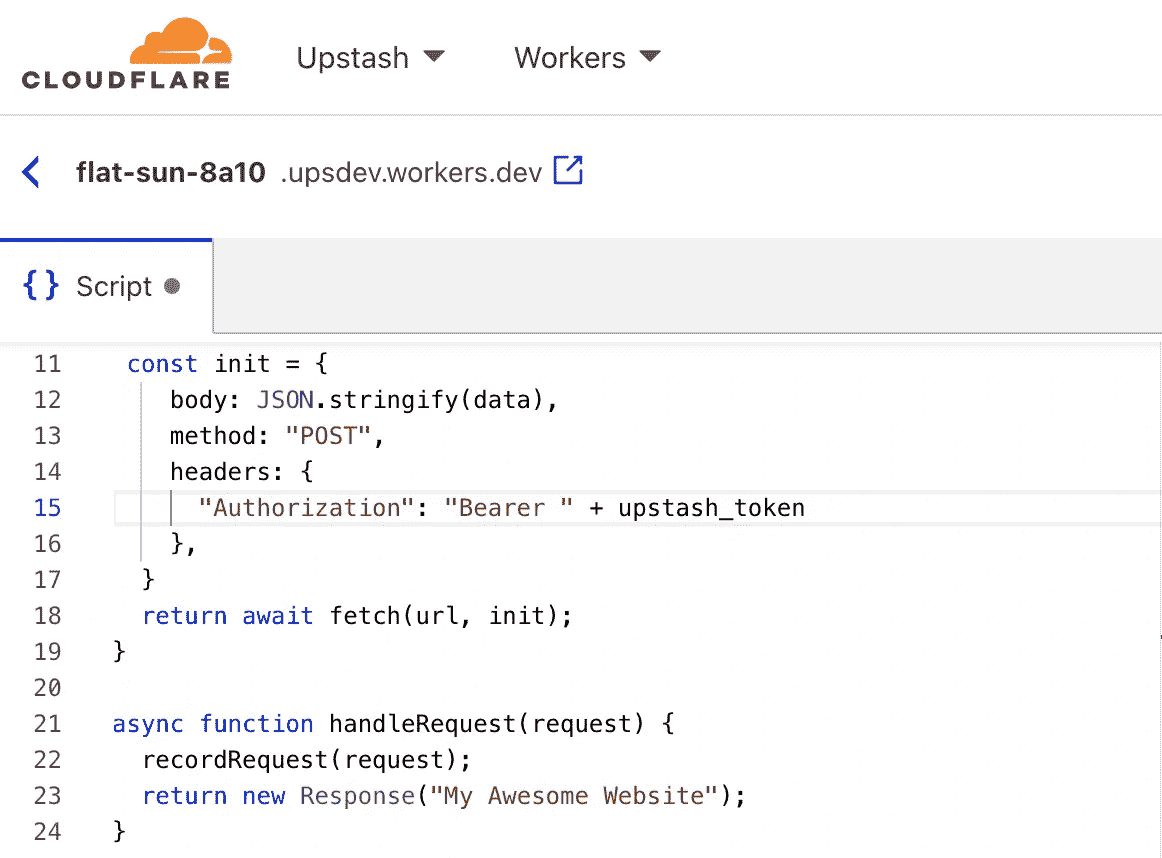 CLOUDFLARE
Upstash Workers
flat-sun-8a10 .upsdev.workers.dev
{} Script
11 const init = {
12 body: JSON.stringify(data),
13 method: "POST",
14 headers: {
15 "Authorization": "Bearer " + upstash_token
16 },
17 }
18 return await fetch(url, init);
19 }
20
21 async function handleRequest(request) {
22 recordRequest(request);
23 return new Response("My Awesome Website");
24 }